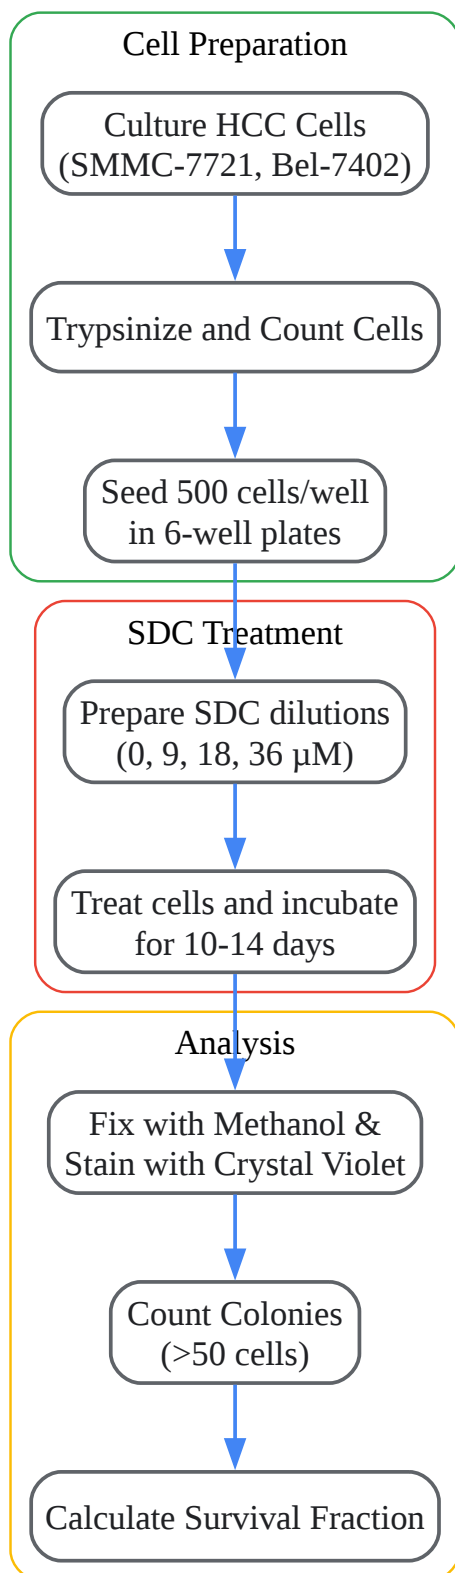 Cell Preparation
Culture HCC Cells
(SMMC-7721, Bel-7402)
Trypsinize and Count Cells
Seed 500 cells/well
in 6-well plates
SDC Treatment
Prepare SDC dilutions
(0, 9, 18, 36 µM)
Treat cells and incubate
for 10-14 days
Analysis
Fix with Methanol &
Stain with Crystal Violet
Count Colonies
(>50 cells)
Calculate Survival Fraction